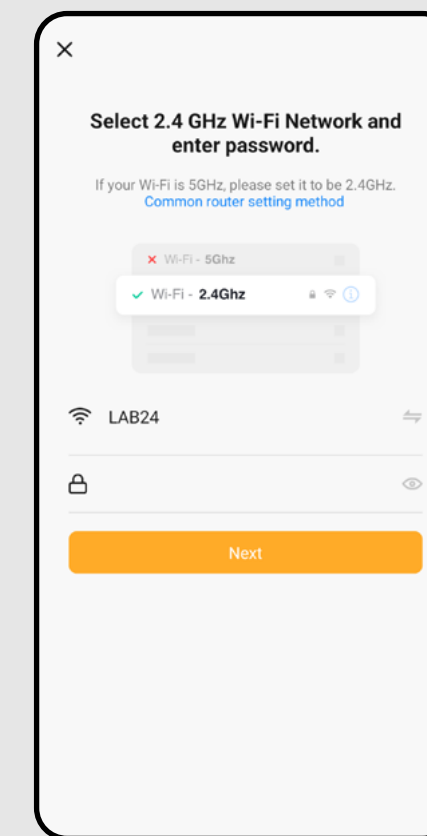 Select 2.4 GHz Wi-Fi Network and
enter password.
If your Wi-Fi is 5GHz, please set it to be 2.4GHz.
Common router setting method
Wi-Fi - 5Ghz
Wi-Fi - 2.4Ghz
LAB24
Next